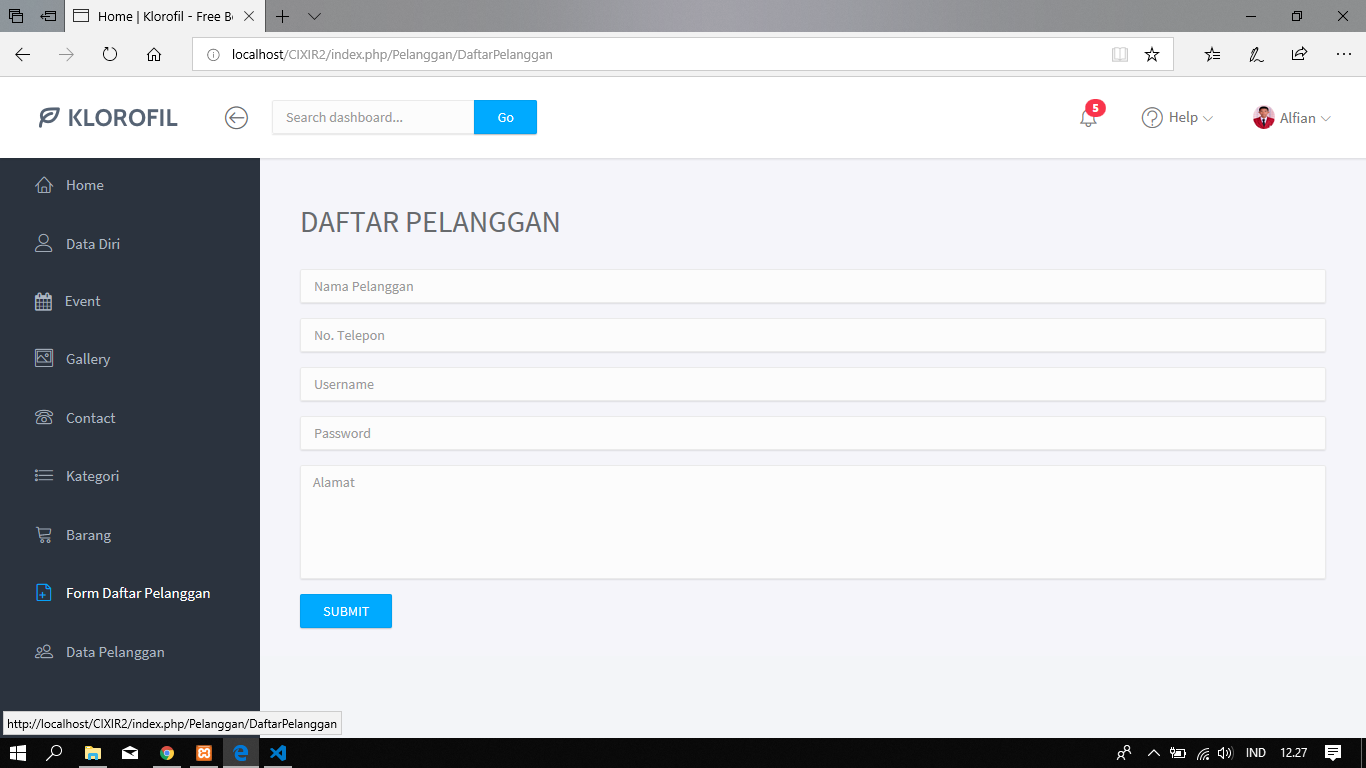 Home | Klorofil - Free B
localhost/CIXIR2/index.php/Pelanggan/DaftarPelanggan
KLOROFIL
Search dashboard...
Go
5
Help
Alfian
Home
Data Diri
Event
Gallery
Contact
Kategori
Barang
Form Daftar Pelanggan
Data Pelanggan
DAFTAR PELANGGAN
Nama Pelanggan
No. Telepon
Username
Password
Alamat
SUBMIT
http://localhost/CIXIR2/index.php/Pelanggan/DaftarPelanggan
IND
12.27